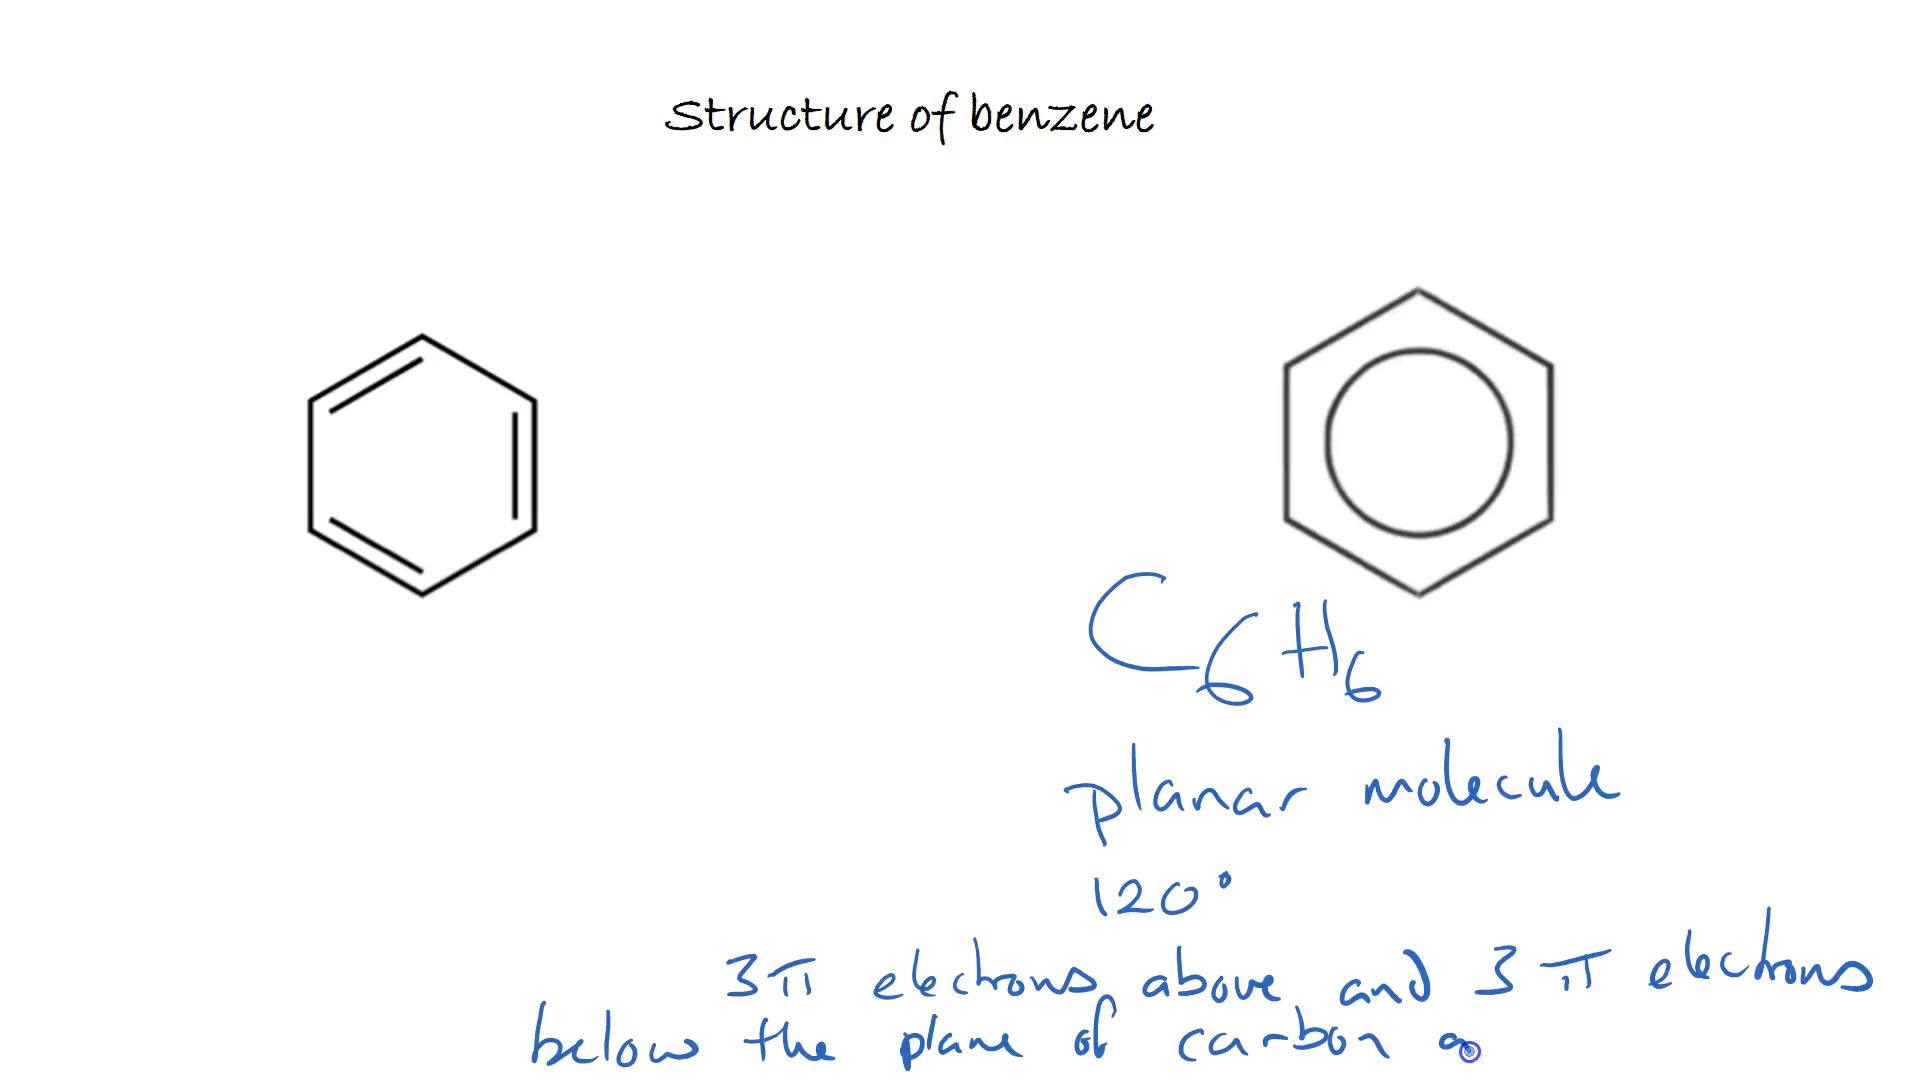 Structure of benzene
C₆H₆
planar molecule
120°
3π electrons above and 3π electrons
below the plane of carbon a